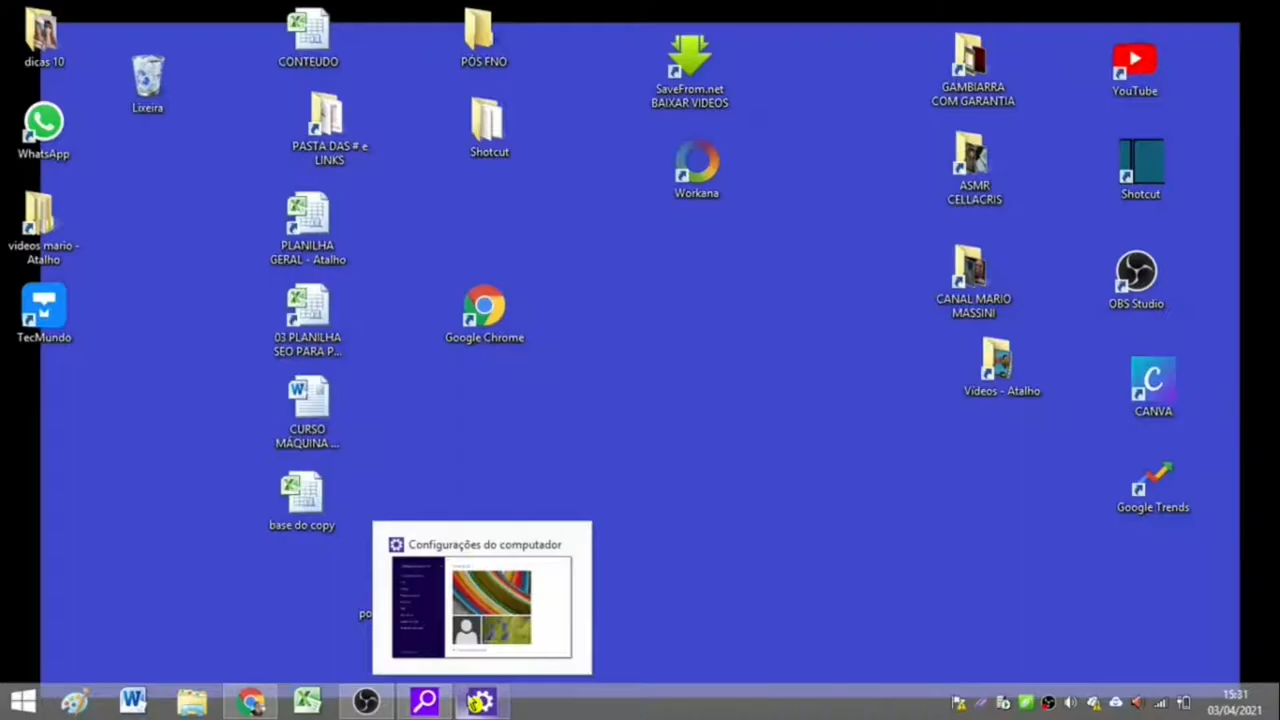 dicas 10
WhatsApp
videos mario -
Atalho
TecMundo
Lixeira
CONTEUDO
PASTA DAS # e
LINKS
PLANILHA
GERAL - Atalho
03 PLANILHA
SEO PARA P...
CURSO
MÁQUINA ...
base do copy
PÓS FNO
Shotcut
Google Chrome
SaveFrom.net
BAIXAR VIDEOS
Workana
GAMBIARRA
COM GARANTIA
ASMR
CELLACRIS
CANAL MARIO
MASSINI
Vídeos - Atalho
YouTube
Shotcut
OBS Studio
CANVA
Google Trends
po
Configurações do computador
15:31
03/04/2021